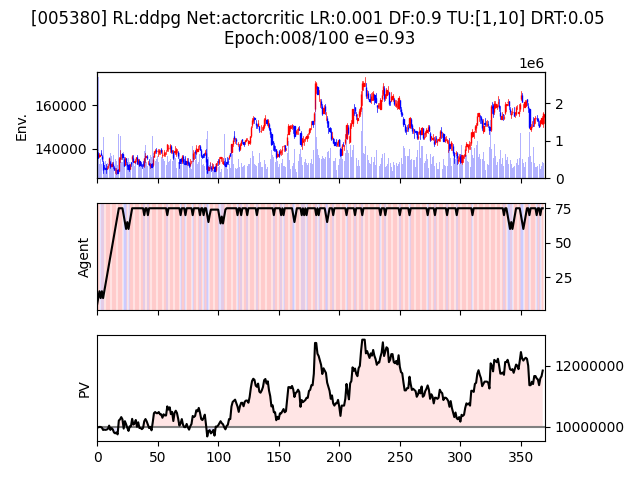 [005380] RL:ddpg Net:actorcritic LR:0.001 DF:0.9 TU:[1,10] DRT:0.05
Epoch:008/100 e=0.93
1e6
Env.
160000
140000
2
1
0
Agent
75
50
25
PV
12000000
10000000
0 50 100 150 200 250 300 350